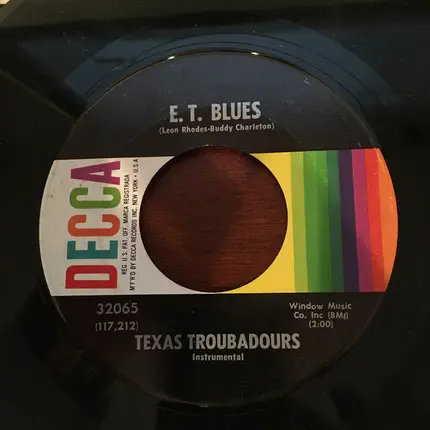 E. T. BLUES
(Leon Rhodes-Buddy Charleton)
DECCA
REG. U.S. PAT. OFF. MARCA REGISTRADA
M'F'R'D BY DECCA RECORDS INC. NEW YORK • U.S.A
32065
(117,212)
Window Music
Co. Inc (BMI)
(2:00)
TEXAS TROUBADOURS
Instrumental